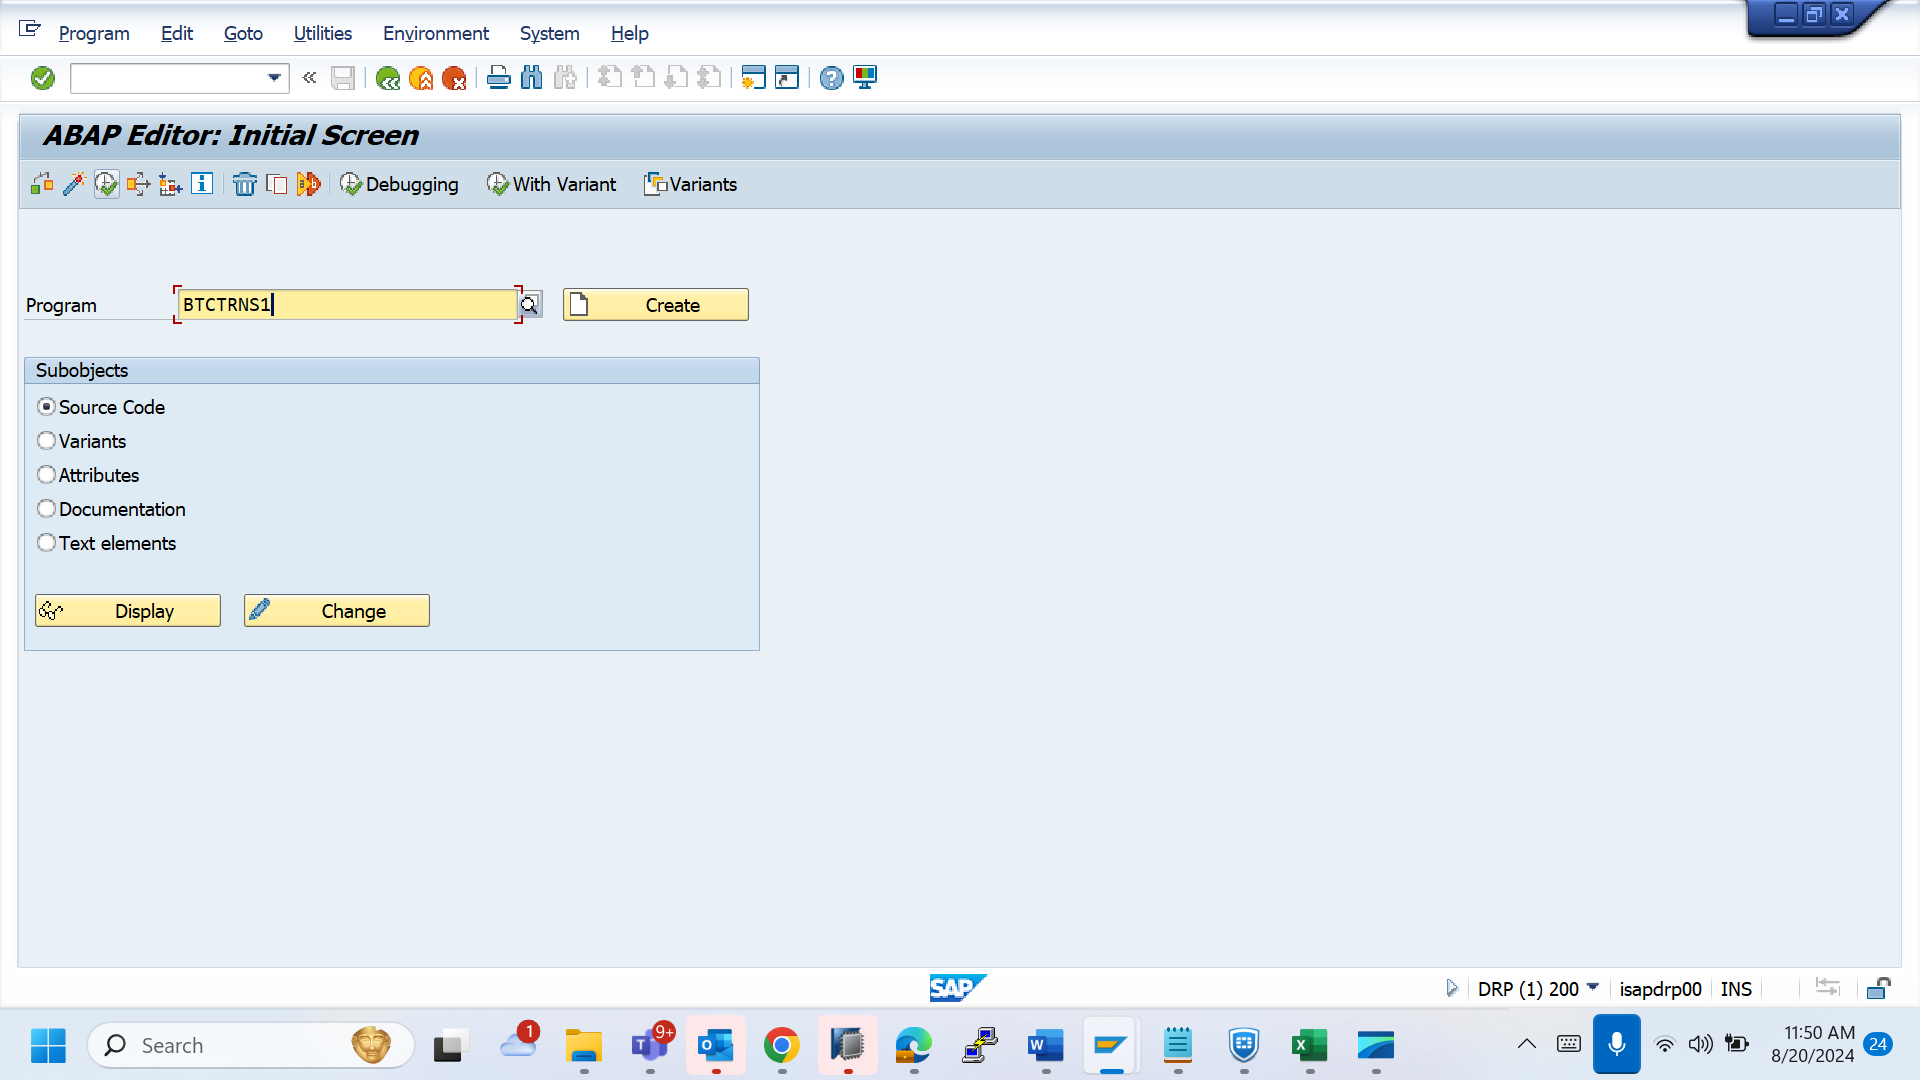 Program Edit Goto Utilities Environment System Help
ABAP Editor: Initial Screen
Debugging With Variant Variants
Program BTCTRNS1 Create
Subobjects
Source Code
Variants
Attributes
Documentation
Text elements
Display Change
SAP DRP (1) 200 isapdrp00 INS
Search 1 9+ 11:50 AM 24
8/20/2024